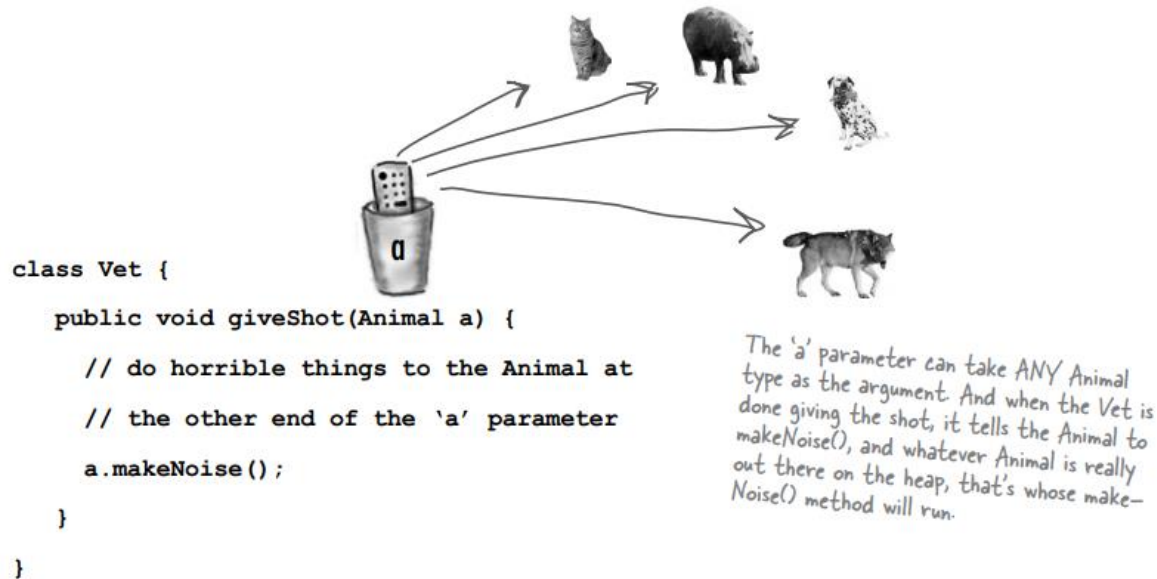 a
class Vet {
public void giveShot(Animal a) {
// do horrible things to the Animal at
// the other end of the ‘a’ parameter
a.makeNoise();
}
}
The ‘a’ parameter can take ANY Animal
type as the argument. And when the Vet is
done giving the shot, it tells the Animal to
makeNoise(), and whatever Animal is really
out there on the heap, that’s whose make-
Noise() method will run.